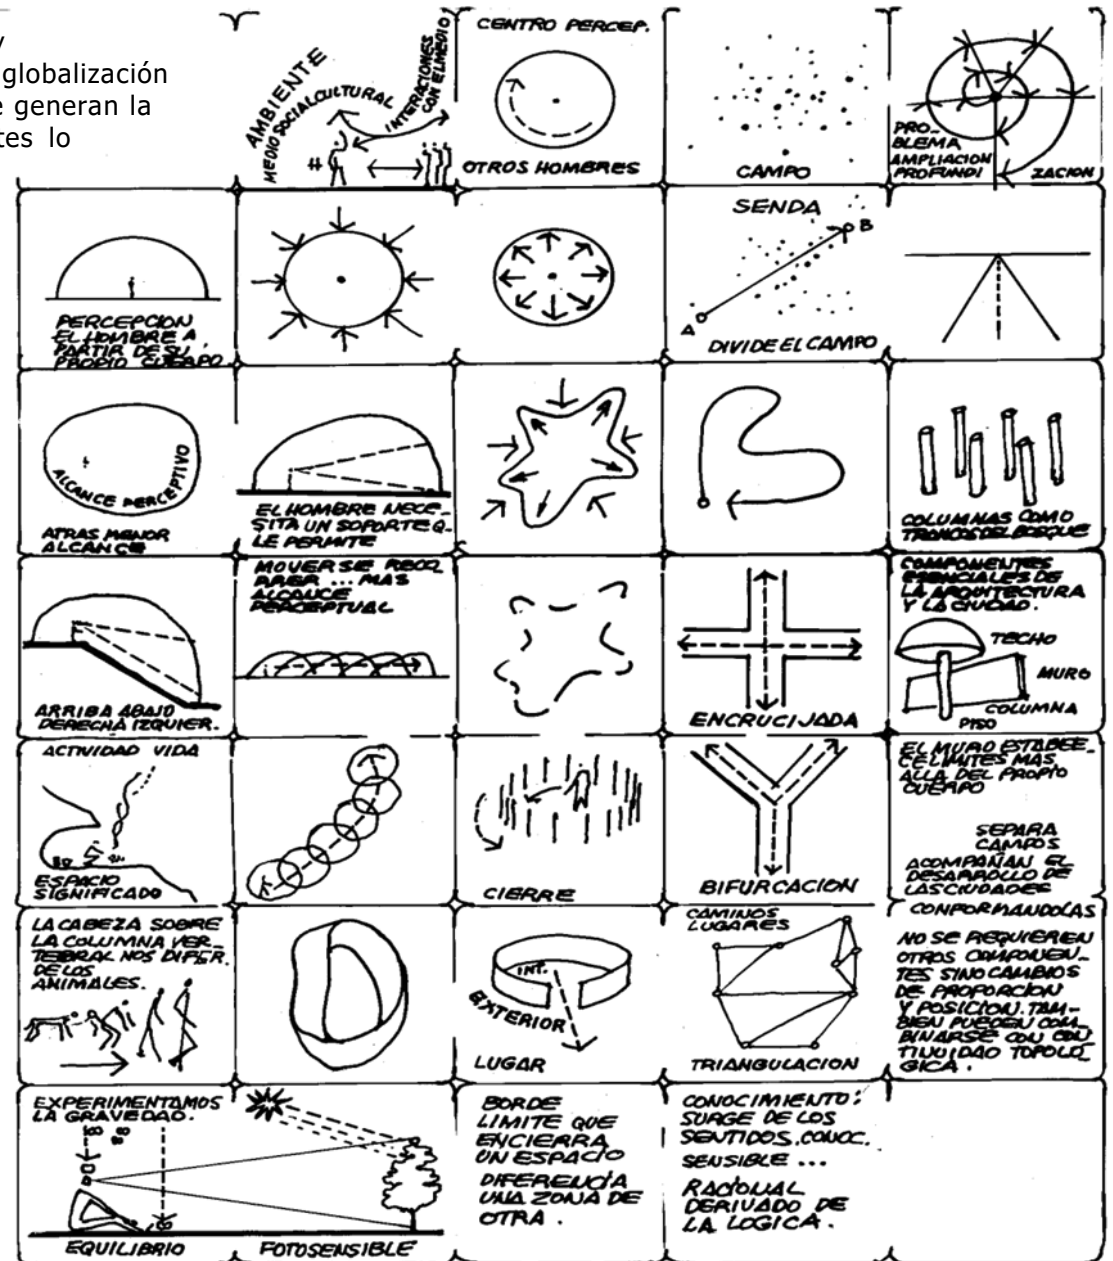 y
globalización
e generan la
tes lo
AMBIENTE
MEDIO SOCIAL CULTURAL
INTERACIONES
CON EL MEDIO
CENTRO PERCEP.
OTROS HOMBRES
CAMPO
PRO-
BLEMA
AMPLIACION
PROFUNDI ZACION
PERCEPCION
EL HOMBRE A
PARTIR DE SU
PROPIO CUERPO
SENDA
A
B
DIVIDE EL CAMPO
ALCANCE PERCEPTIVO
ATRAS MENOR
ALCANCE
EL HOMBRE NECE-
SITA UN SOPORTE Q-
LE PERMITE
COLUMNAS COMO
TRONCOS DEL BOSQUE
ARRIBA ABAJO
DERECHA IZQUIER.
MOVERSE RECO
RRER ... MAS
ALCANCE
PERCEPTUAL
ENCRUCIJADA
COMPONENTES
ESENCIALES DE
LA ARQUITECTURA
Y LA CIUDAD.
TECHO
MURO
COLUMNA
PISO
ACTIVIDAD VIDA
ESPACIO
SIGNIFICADO
CIERRE
BIFURCACION
EL MURO ESTABLE-
CE LIMITES MAS
ALLA DEL PROPIO
CUERPO
SEPARA
CAMPOS
ACOMPAÑAN EL
DESARROLLO DE
LAS CIUDADES
LA CABEZA SOBRE
LA COLUMNA VER-
TEBRAL NOS DIFER.
DE LOS
ANIMALES.
INT.
EXTERIOR
LUGAR
CAMINOS
LUGARES
TRIANGULACION
CONFORMANDOLAS
NO SE REQUIEREN
OTROS COMPONEN-
TES SINO CAMBIOS
DE PROPORCION
Y POSICION. TAM-
BIEN PUEDEN COM-
BINARSE CON CON
TINUIDAD TOPOLO-
GICA.
EXPERIMENTAMOS
LA GRAVEDAD.
EQUILIBRIO
FOTOSENSIBLE
BORDE
LIMITE QUE
ENCIERRA
UN ESPACIO
DIFERENCIA
UNA ZONA DE
OTRA.
CONOCIMIENTO:
SURGE DE LOS
SENTIDOS. CONOC.
SENSIBLE ...
RACIONAL
DERIVADO DE
LA LOGICA.